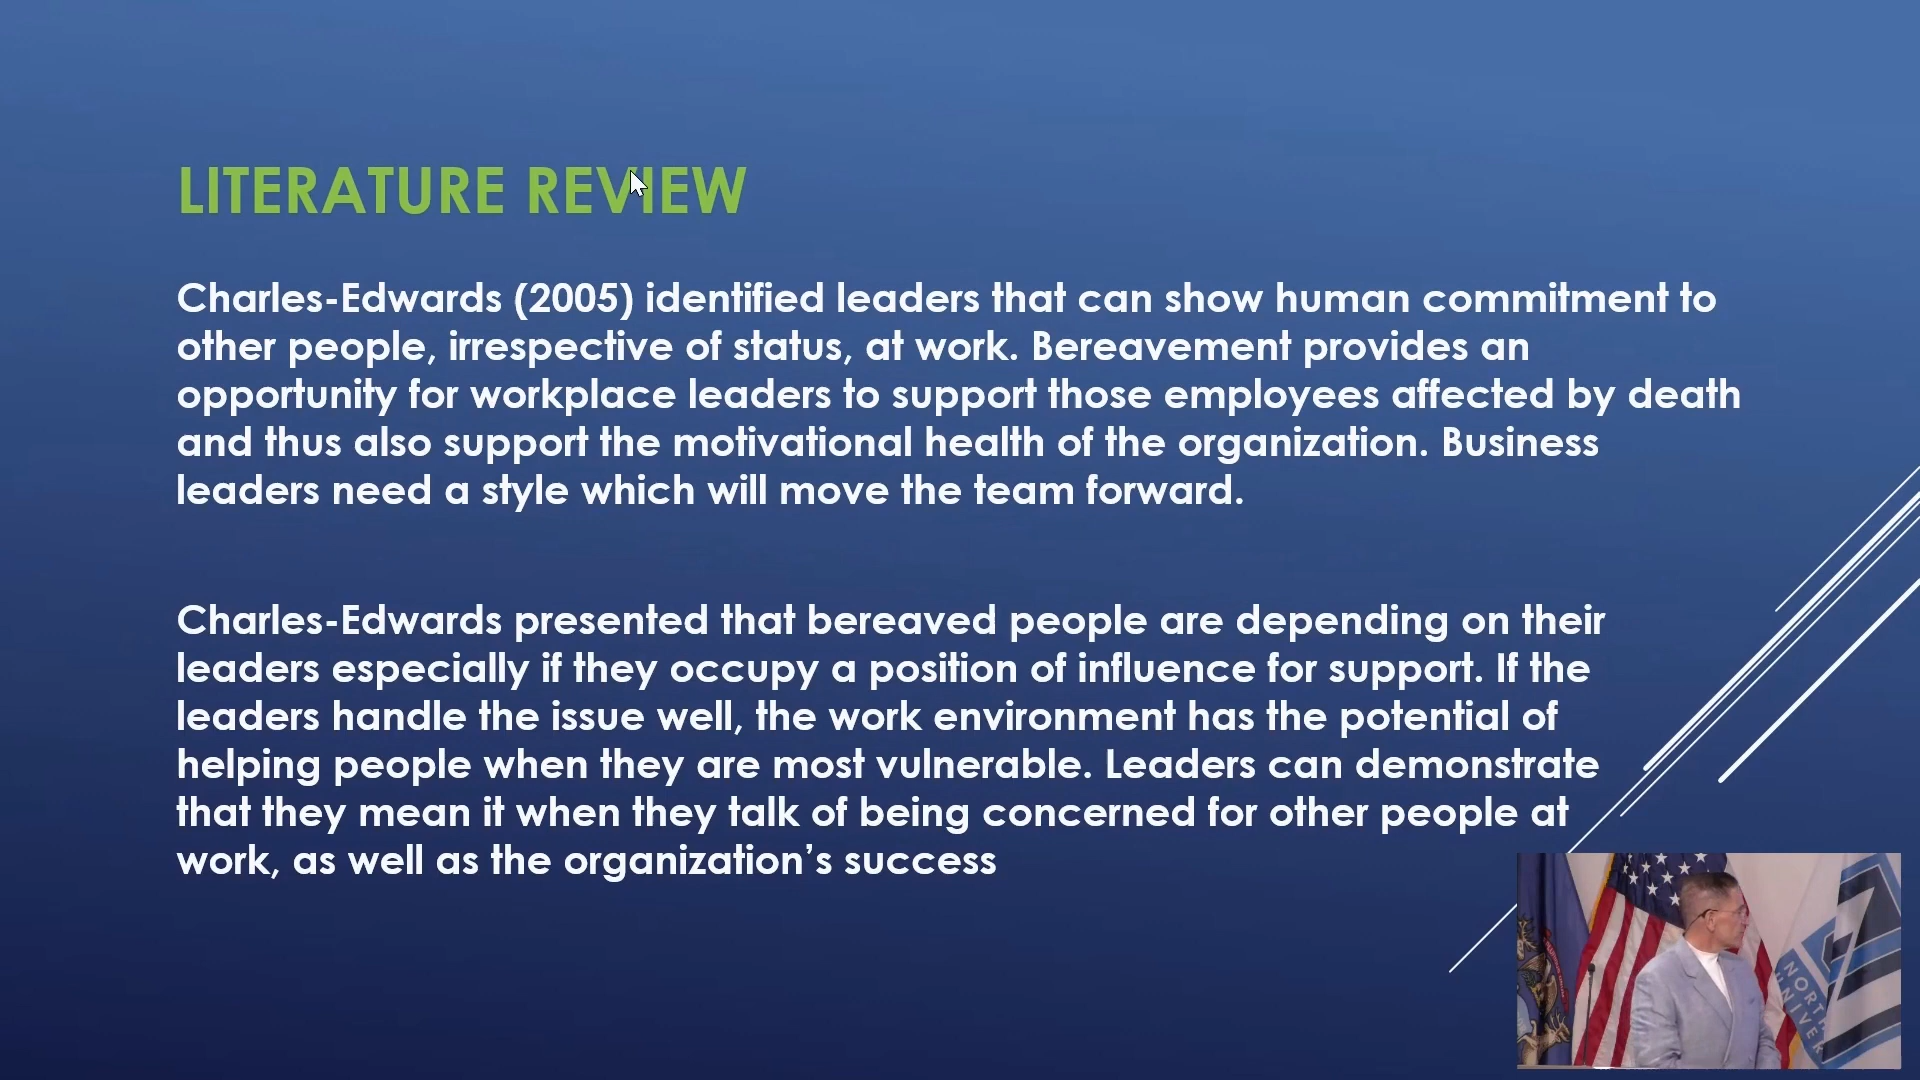 LITERATURE REVIEW
Charles-Edwards (2005) identified leaders that can show human commitment to
other people, irrespective of status, at work. Bereavement provides an
opportunity for workplace leaders to support those employees affected by death
and thus also support the motivational health of the organization. Business
leaders need a style which will move the team forward.
Charles-Edwards presented that bereaved people are depending on their
leaders especially if they occupy a position of influence for support. If the
leaders handle the issue well, the work environment has the potential of
helping people when they are most vulnerable. Leaders can demonstrate
that they mean it when they talk of being concerned for other people at
work, as well as the organization’s success